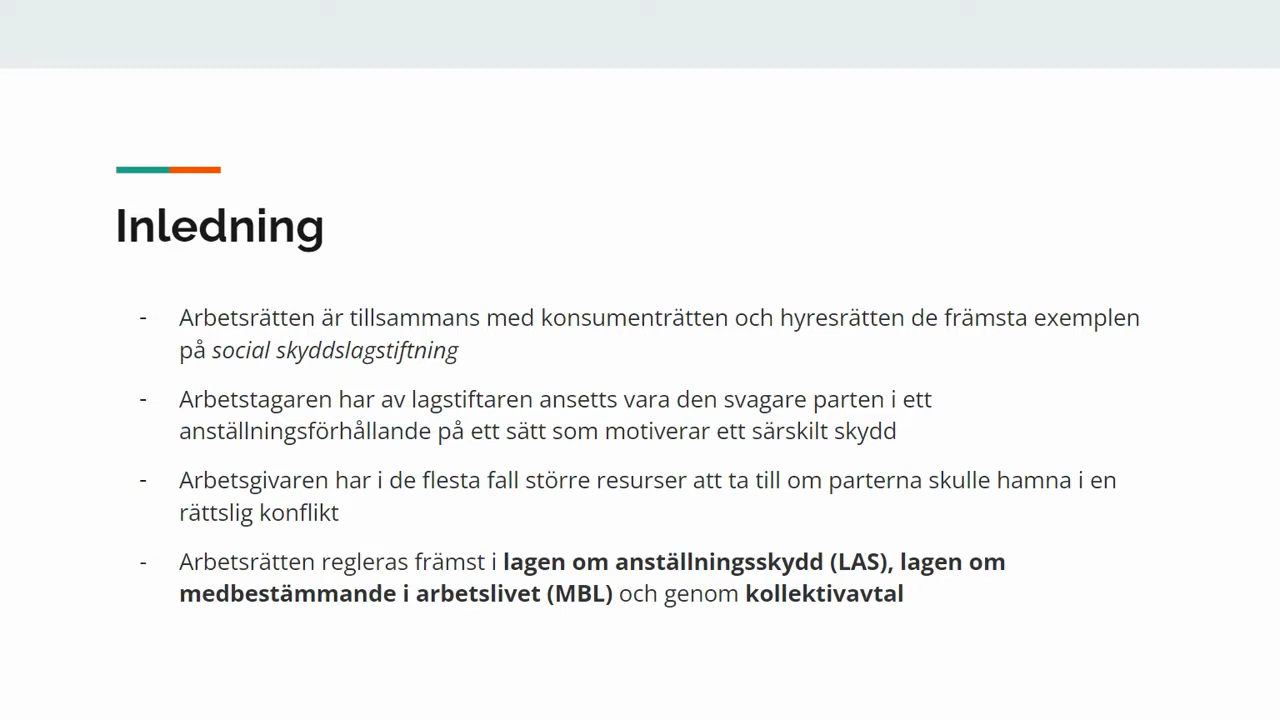 Inledning
- Arbetsrätten är tillsammans med konsumenträtten och hyresrätten de främsta exemplen
på social skyddslagstiftning
- Arbetstagaren har av lagstiftaren ansetts vara den svagare parten i ett
anställningsförhållande på ett sätt som motiverar ett särskilt skydd
- Arbetsgivaren har i de flesta fall större resurser att ta till om parterna skulle hamna i en
rättslig konflikt
- Arbetsrätten regleras främst i lagen om anställningsskydd (LAS), lagen om
medbestämmande i arbetslivet (MBL) och genom kollektivavtal